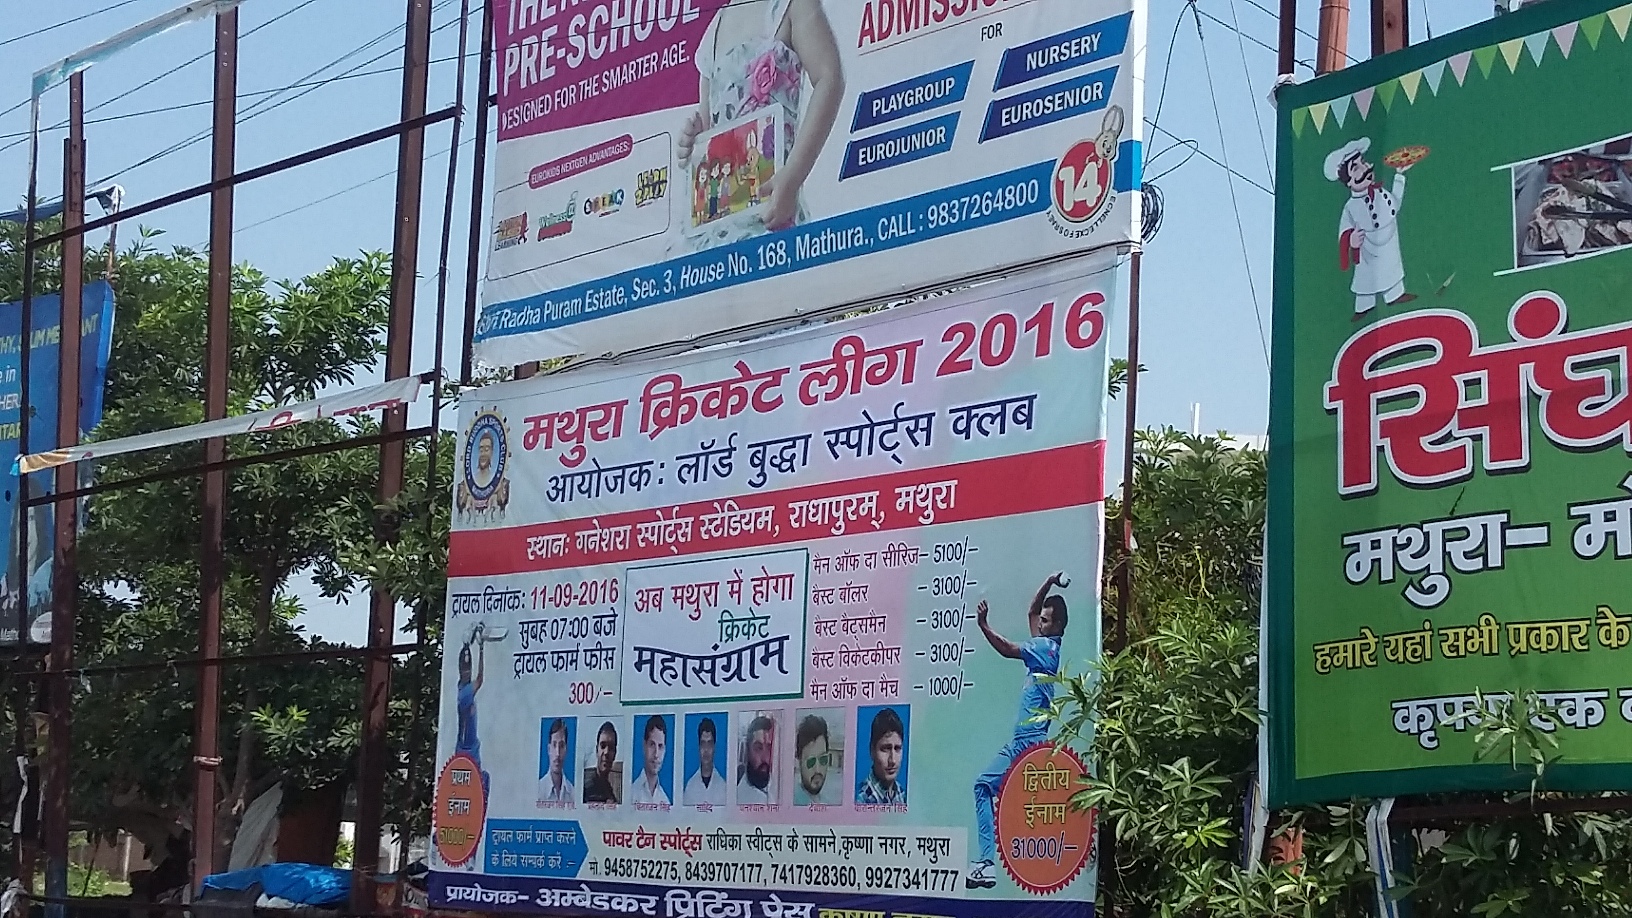 PRE-SCHOOL
DESIGNED FOR THE SMARTER AGE.
EUROKIDS NEXTGEN ADVANTAGES:
FOR
NURSERY
PLAYGROUP
EUROSENIOR
EUROJUNIOR
14
Shri Radha Puram Estate, Sec. 3, House No. 168, Mathura., CALL : 9837264800
मथुरा क्रिकेट लीग 2016
आयोजक : लॉर्ड बुद्धा स्पोर्ट्स क्लब
स्थानः गनेशरा स्पोर्ट्स स्टेडियम, राधापुरम्, मथुरा
ट्रायल दिनांक: 11-09-2016
सुबह 07:00 बजे
ट्रायल फार्म फीस
300/-
अब मथुरा में होगा
क्रिकेट
महासंग्राम
मैन ऑफ दा सीरिज – 5100/-
बैस्ट बॉलर – 3100/-
बैस्ट बैट्समैन – 3100/-
बैस्ट विकेटकीपर – 3100/-
मैन ऑफ दा मैच – 1000/-
प्रथम
ईनाम
51000/-
द्वितीय
ईनाम
31000/-
ट्रायल फार्म प्राप्त करने
के लिय सम्पर्क करें –
पावर टैन स्पोर्ट्स राधिका स्वीट्स के सामने, कृष्णा नगर, मथुरा
मो. 9458752275, 8439707177, 7417928360, 9927341777
प्रायोजक- अम्बेडकर प्रिटिंग प्रेस
मथुरा–
हमारे यहां सभी प्रकार के